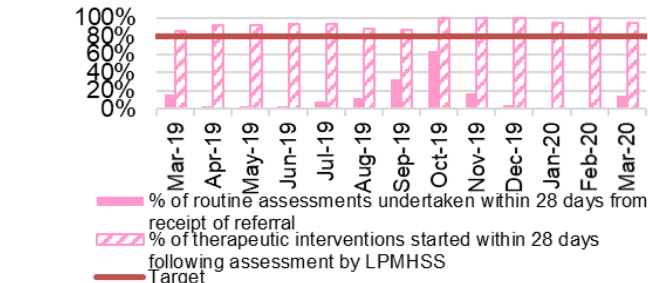 100%
80%
60%
40%
20%
0%
Mar-19
Apr-19
May-19
Jun-19
Jul-19
Aug-19
Sep-19
Oct-19
Nov-19
Dec-19
Jan-20
Feb-20
Mar-20
% of routine assessments undertaken within 28 days from
receipt of referral
% of therapeutic interventions started within 28 days
following assessment by LPMHSS
Target